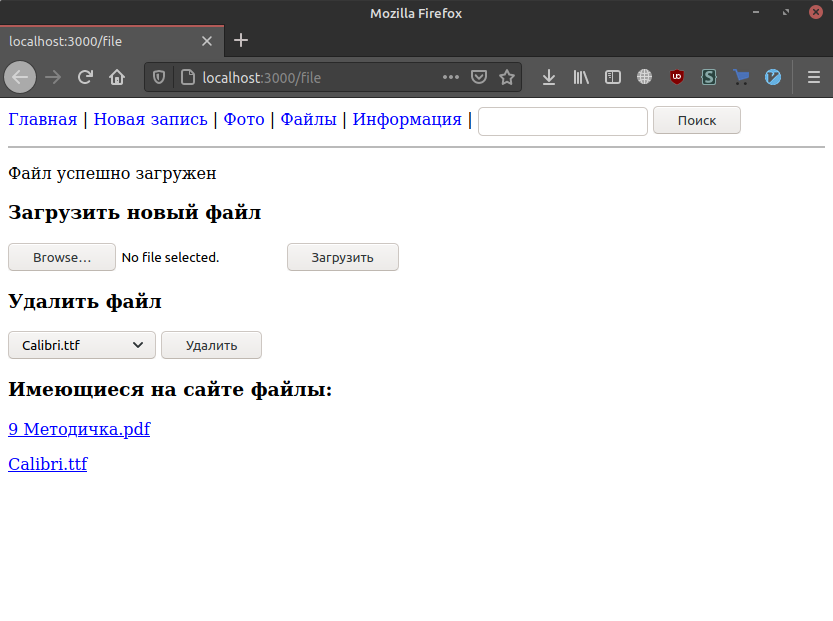 Mozilla Firefox
localhost:3000/file
localhost:3000/file
Главная | Новая запись | Фото | Файлы | Информация | Поиск
Файл успешно загружен
Загрузить новый файл
Browse... No file selected. Загрузить
Удалить файл
Calibri.ttf Удалить
Имеющиеся на сайте файлы:
9 Методичка.pdf
Calibri.ttf